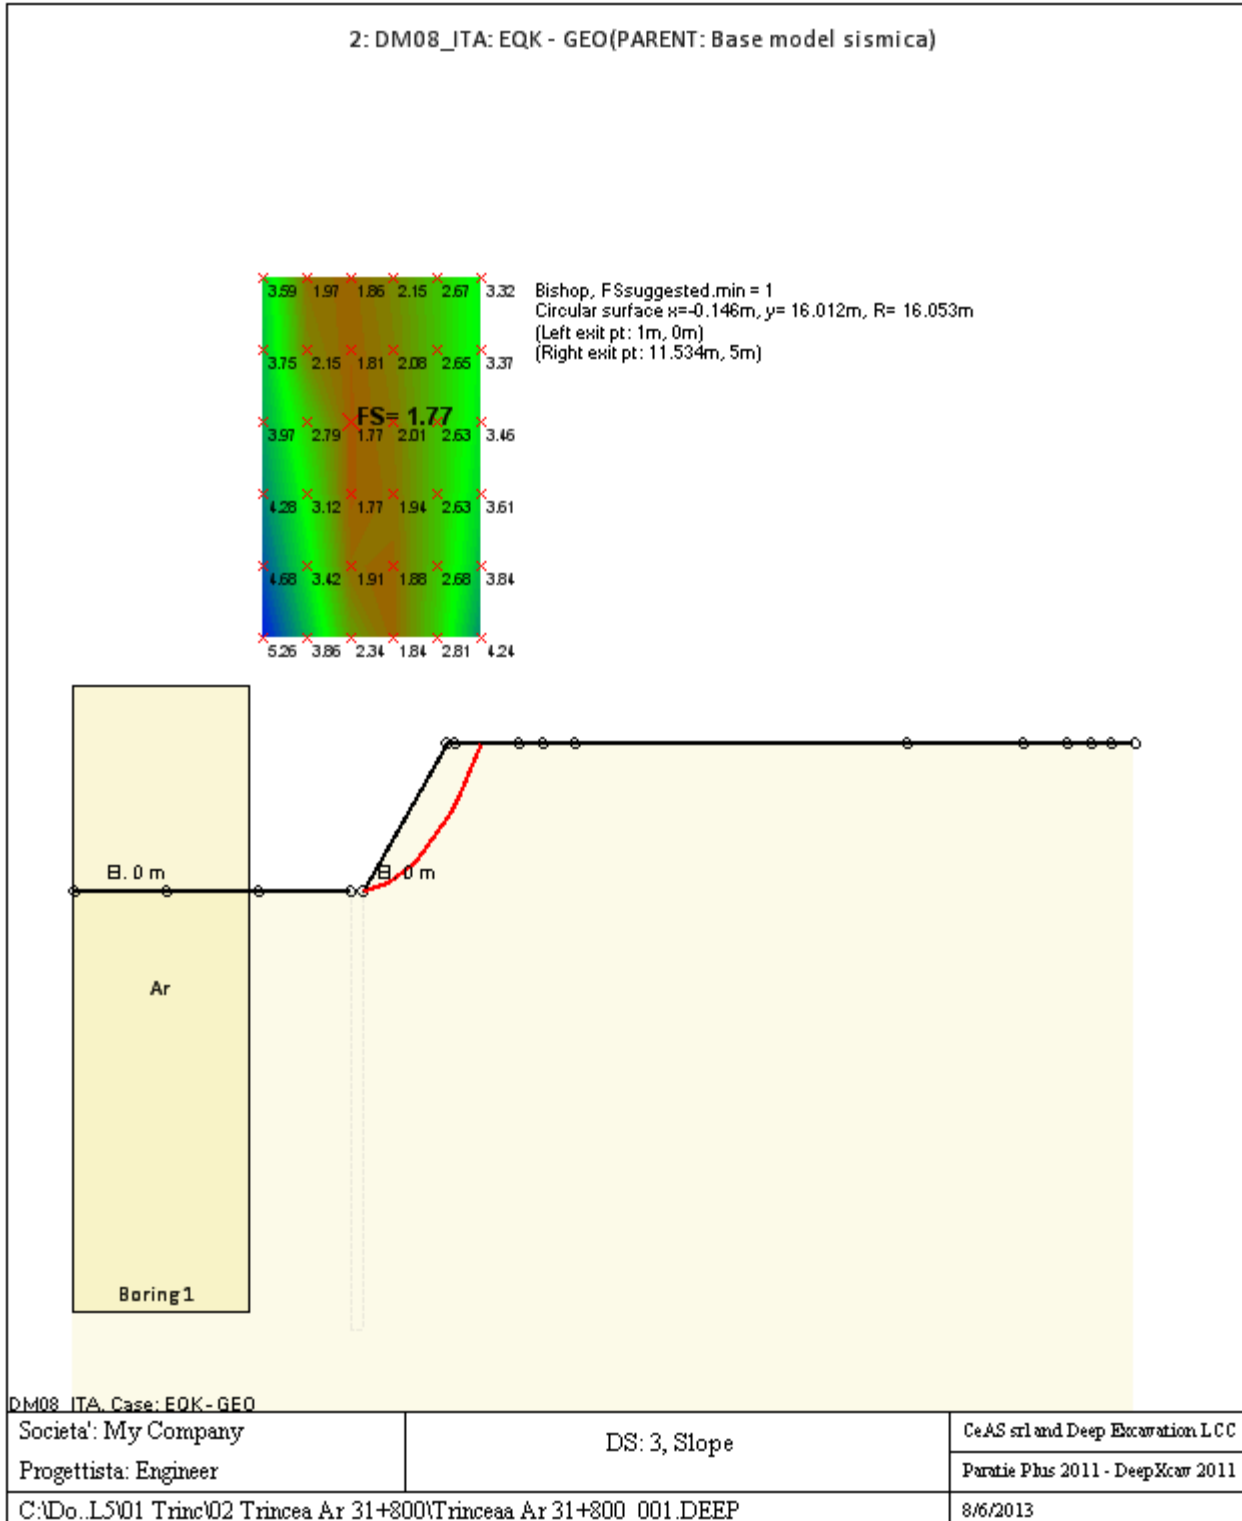 2: DM08_ITA: EQK - GEO(PARENT: Base model sismica)
3.59 1.97 1.86 2.15 2.67 3.32
Bishop, FSsuggested.min = 1
Circular surface x=-0.146m, y= 16.012m, R= 16.053m
(Left exit pt: 1m, 0m)
(Right exit pt: 11.534m, 5m)
3.75 2.15 1.81 2.08 2.65 3.37
FS= 1.77
3.97 2.79 1.77 2.01 2.63 3.46
4.28 3.12 1.77 1.94 2.63 3.61
4.68 3.42 1.91 1.88 2.68 3.84
5.26 3.86 2.34 1.84 2.81 4.24
El. 0 m
El. 0 m
Ar
Boring 1
DM08_ITA, Case: EQK - GEO
Societa': My Company
Progettista: Engineer
DS: 3, Slope
CeAS srl and Deep Excavation LCC
Paratie Plus 2011 - DeepXcav 2011
C:\Do..L5\01 Trinc\02 Trincea Ar 31+800\Trinceaa Ar 31+800_001.DEEP
8/6/2013